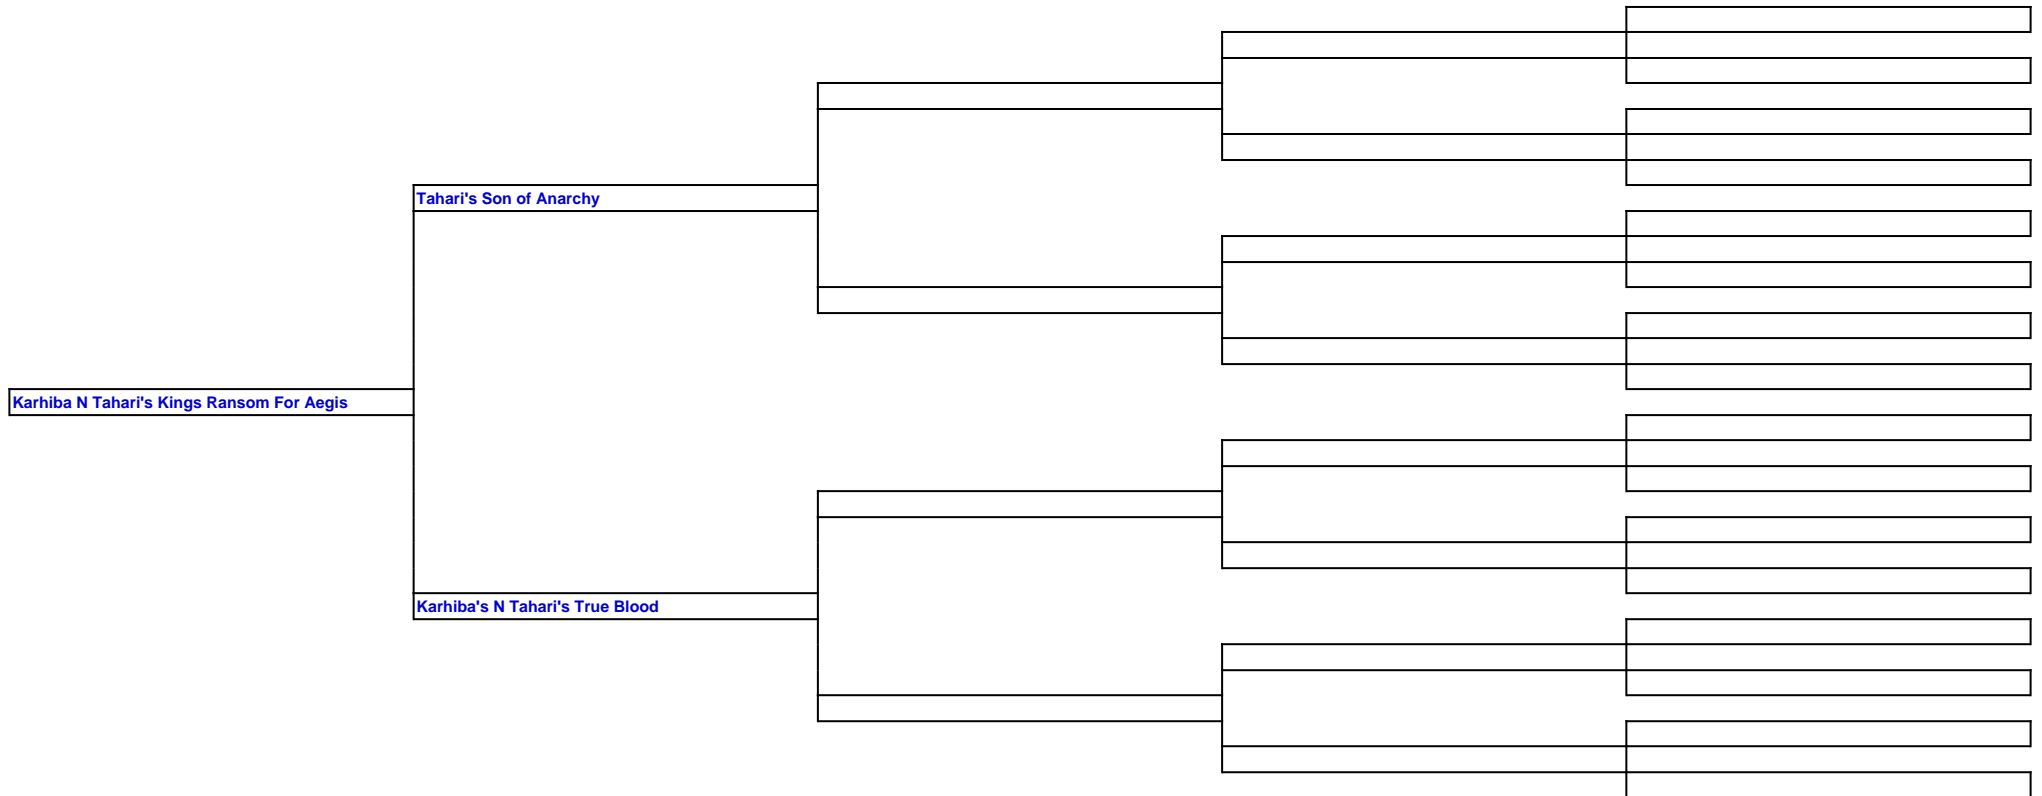 Tahari's Son of Anarchy
Karhiba N Tahari's Kings Ransom For Aegis
Karhiba's N Tahari's True Blood